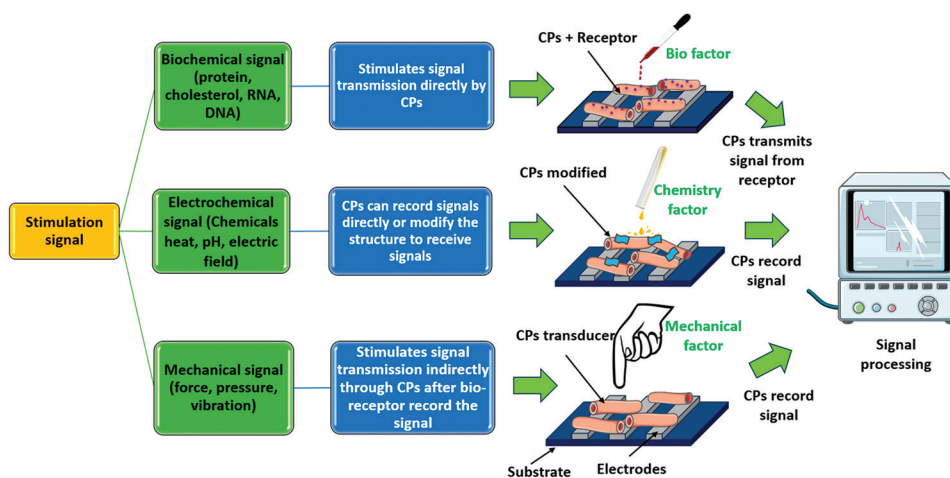 Stimulation
signal
Biochemical signal
(protein,
cholesterol, RNA,
DNA)
Stimulates signal
transmission directly by
CPs
CPs + Receptor
Bio factor
CPs transmits
signal from
receptor
Electrochemical
signal (Chemicals
heat, pH, electric
field)
CPs can record signals
directly or modify the
structure to receive
signals
CPs modified
Chemistry
factor
CPs record
signal
Mechanical signal
(force, pressure,
vibration)
Stimulates signal
transmission indirectly
through CPs after bio-
receptor record the
signal
CPs transducer
Mechanical
factor
CPs record
signal
Substrate
Electrodes
Signal
processing